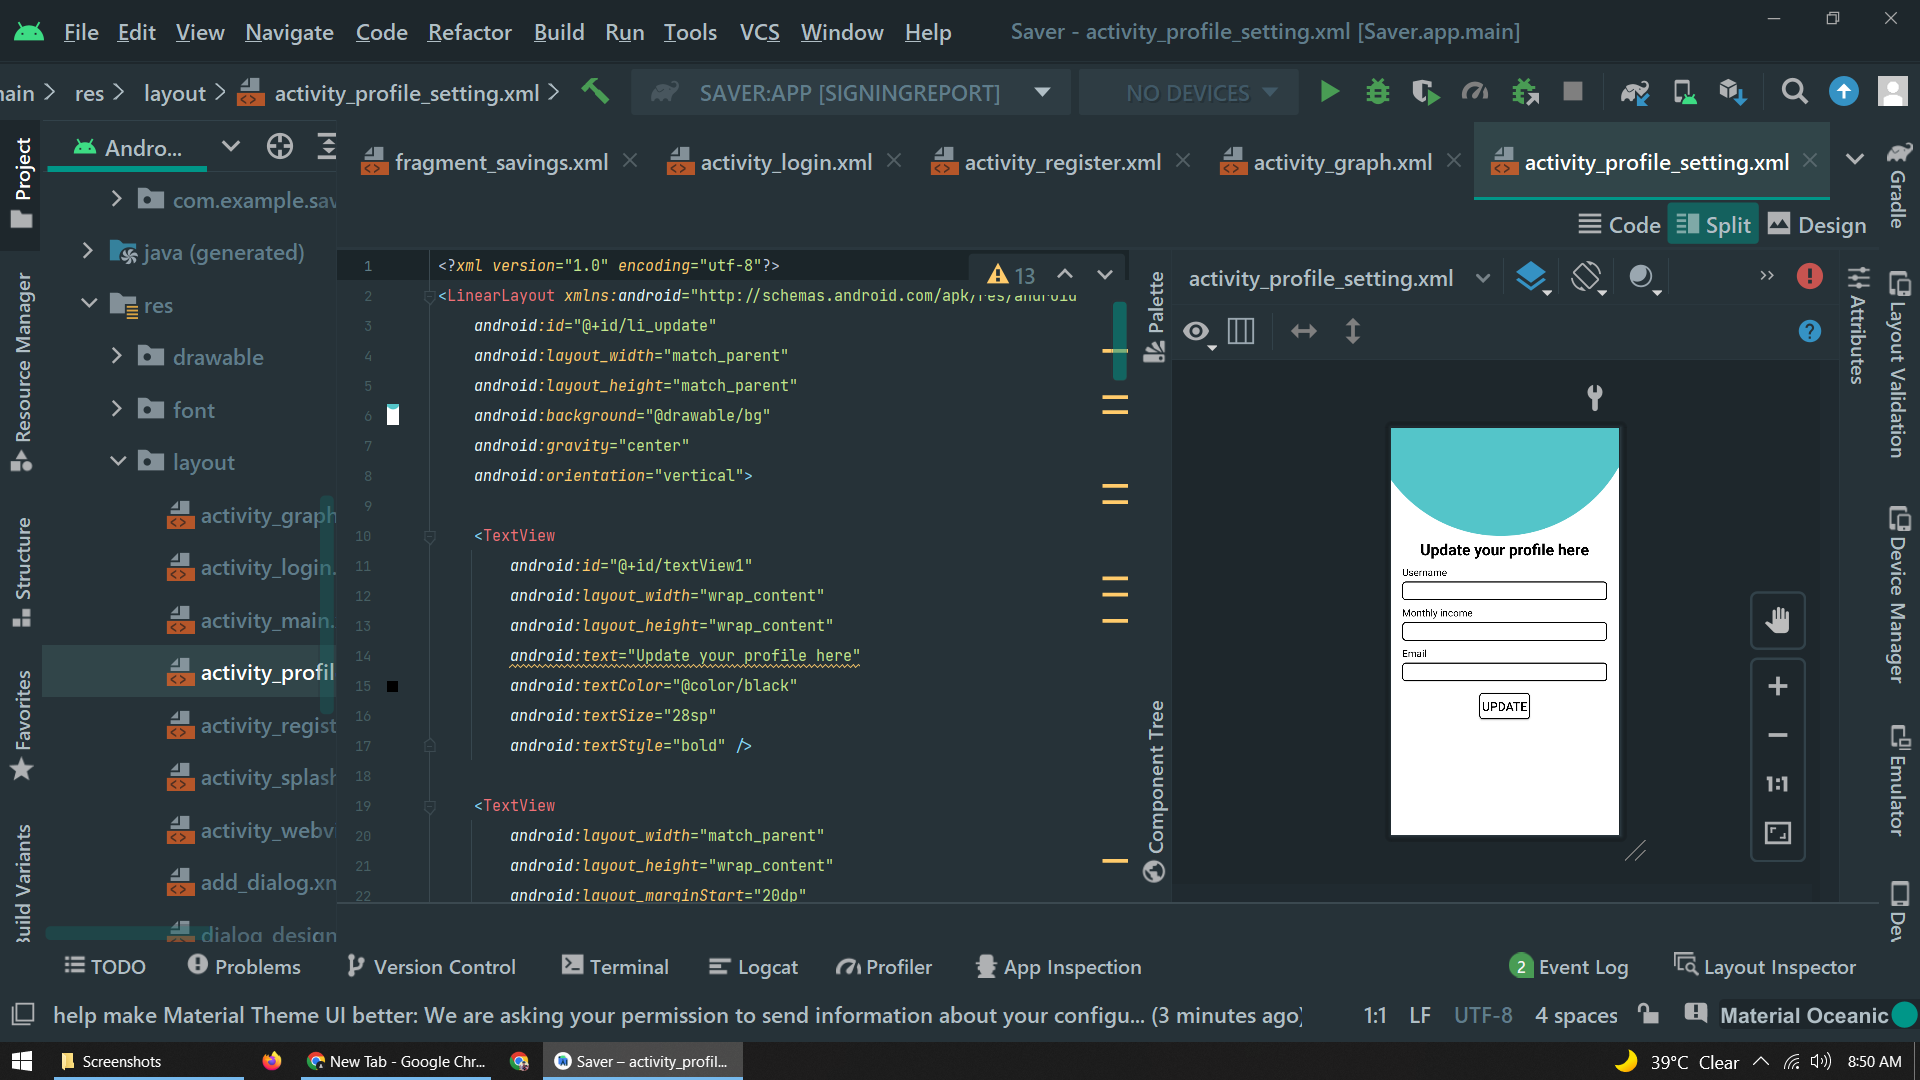 File Edit View Navigate Code Refactor Build Run Tools VCS Window Help Saver - activity_profile_setting.xml [Saver.app.main]
res layout activity_profile_setting.xml SAVER:APP [SIGNINGREPORT] NO DEVICES
Project
Andro...
fragment_savings.xml activity_login.xml activity_register.xml activity_graph.xml activity_profile_setting.xml
Gradle
Code Split Design
com.example.sav
java (generated)
res
drawable
font
layout
activity_graph
activity_login.
activity_main.
activity_profil
activity_regist
activity_splash
activity_webvi
add_dialog.xm
dialog_design
Resource Manager
Structure
Favorites
Build Variants
13
1 <?xml version="1.0" encoding="utf-8"?>
2 <LinearLayout xmlns:android="http://schemas.android.com/apk/res/android
3 android:id="@+id/li_update"
4 android:layout_width="match_parent"
5 android:layout_height="match_parent"
6 android:background="@drawable/bg"
7 android:gravity="center"
8 android:orientation="vertical">
9
10 <TextView
11 android:id="@+id/textView1"
12 android:layout_width="wrap_content"
13 android:layout_height="wrap_content"
14 android:text="Update your profile here"
15 android:textColor="@color/black"
16 android:textSize="28sp"
17 android:textStyle="bold" />
18
19 <TextView
20 android:layout_width="match_parent"
21 android:layout_height="wrap_content"
22 android:layout_marginStart="20dp"
Palette
Component Tree
activity_profile_setting.xml
Update your profile here
Username
Monthly income
Email
UPDATE
1:1
Attributes
Layout Validation
Device Manager
Emulator
Dev
TODO Problems Version Control Terminal Logcat Profiler App Inspection 2 Event Log Layout Inspector
help make Material Theme UI better: We are asking your permission to send information about your configu... (3 minutes ago) 1:1 LF UTF-8 4 spaces Material Oceanic
Screenshots New Tab - Google Chr... Saver – activity_profil... 39°C Clear 8:50 AM